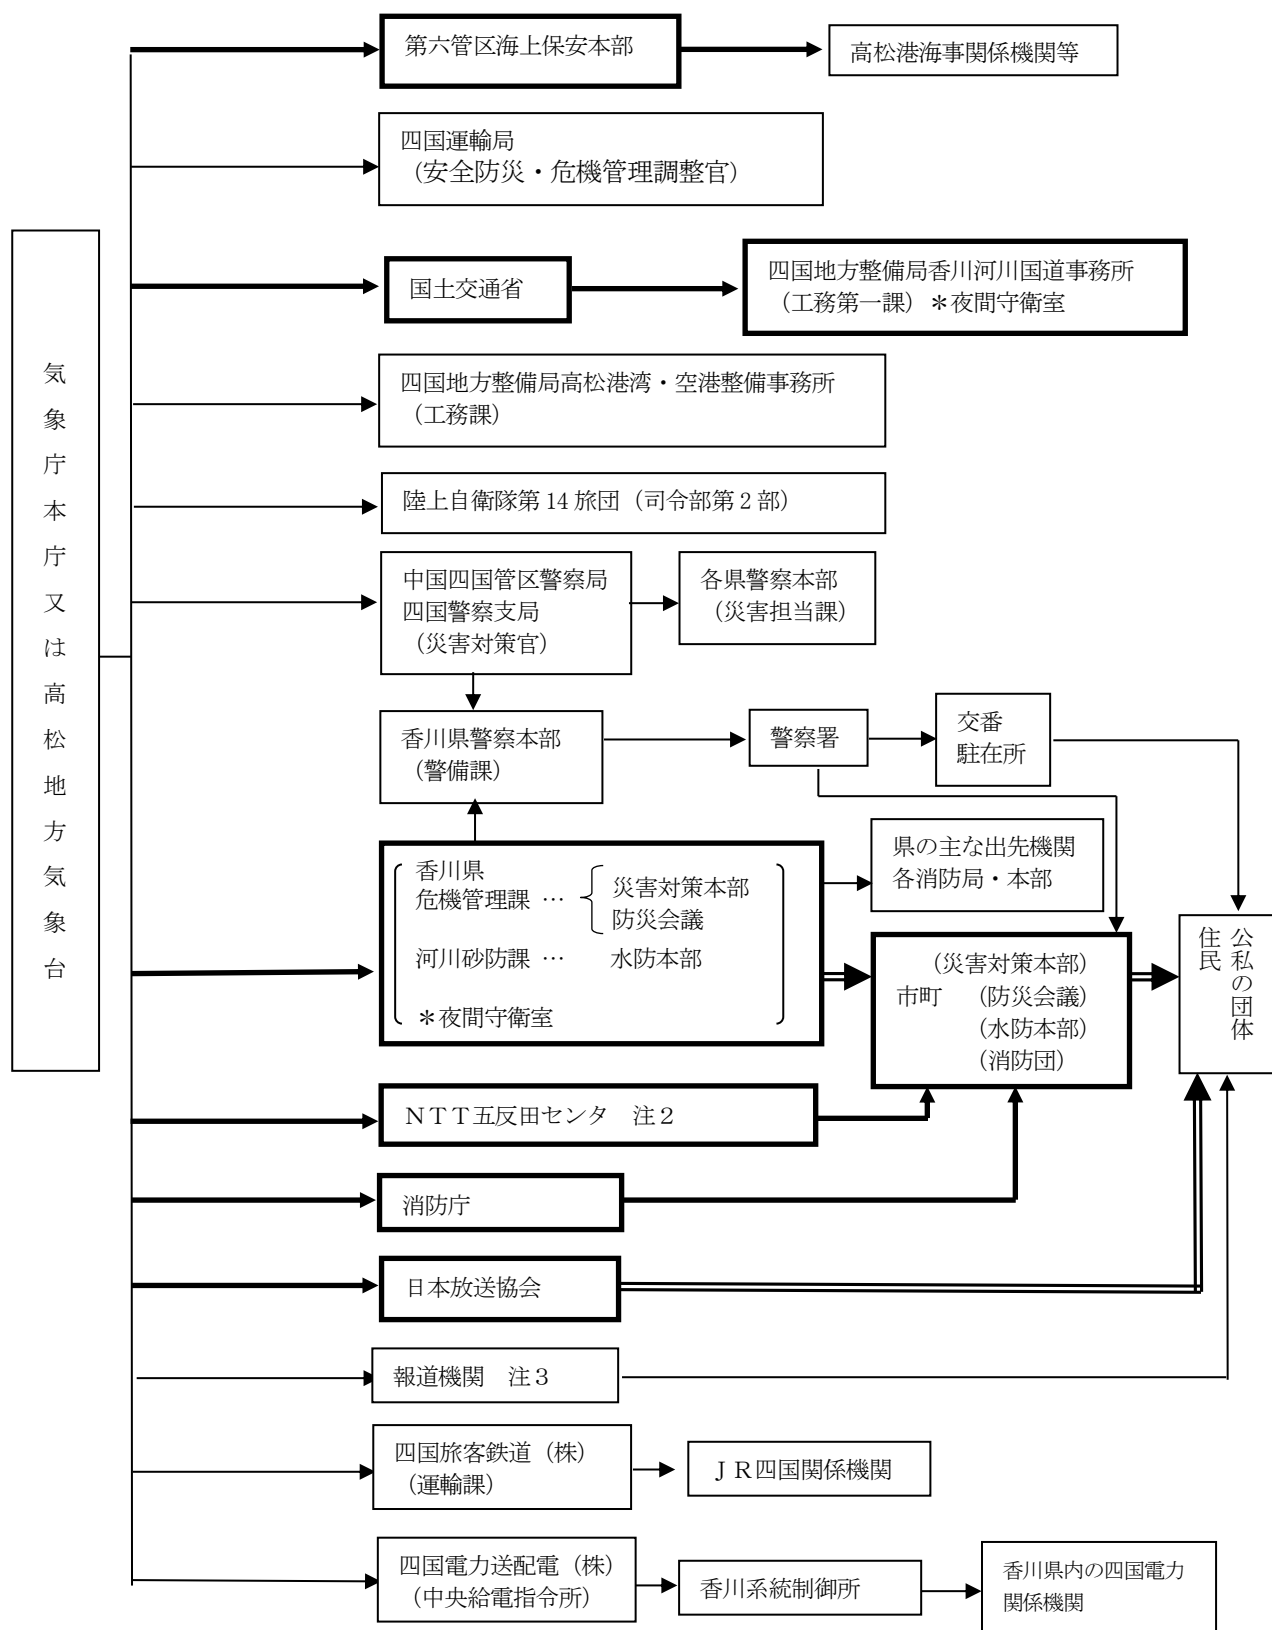 第六管区海上保安本部
高松港海事関係機関等
四国運輸局
（安全防災・危機管理調整官）
国土交通省
四国地方整備局香川河川国道事務所
（工務第一課）＊夜間守衛室
気象庁本庁又は高松地方気象台
四国地方整備局高松港湾・空港整備事務所
（工務課）
陸上自衛隊第14旅団（司令部第２部）
中国四国管区警察局
四国警察支局
（災害対策官）
各県警察本部
（災害担当課）
香川県警察本部
（警備課）
警察署
交番
駐在所
香川県
危機管理課 … 災害対策本部
防災会議
河川砂防課 … 水防本部
＊夜間守衛室
県の主な出先機関
各消防局・本部
（災害対策本部）
市町 （防災会議）
（水防本部）
（消防団）
公私の団体
住民
ＮＴＴ五反田センタ　注２
消防庁
日本放送協会
報道機関　注３
四国旅客鉄道（株）
（運輸課）
ＪＲ四国関係機関
四国電力送配電（株）
（中央給電指令所）
香川系統制御所
香川県内の四国電力
関係機関